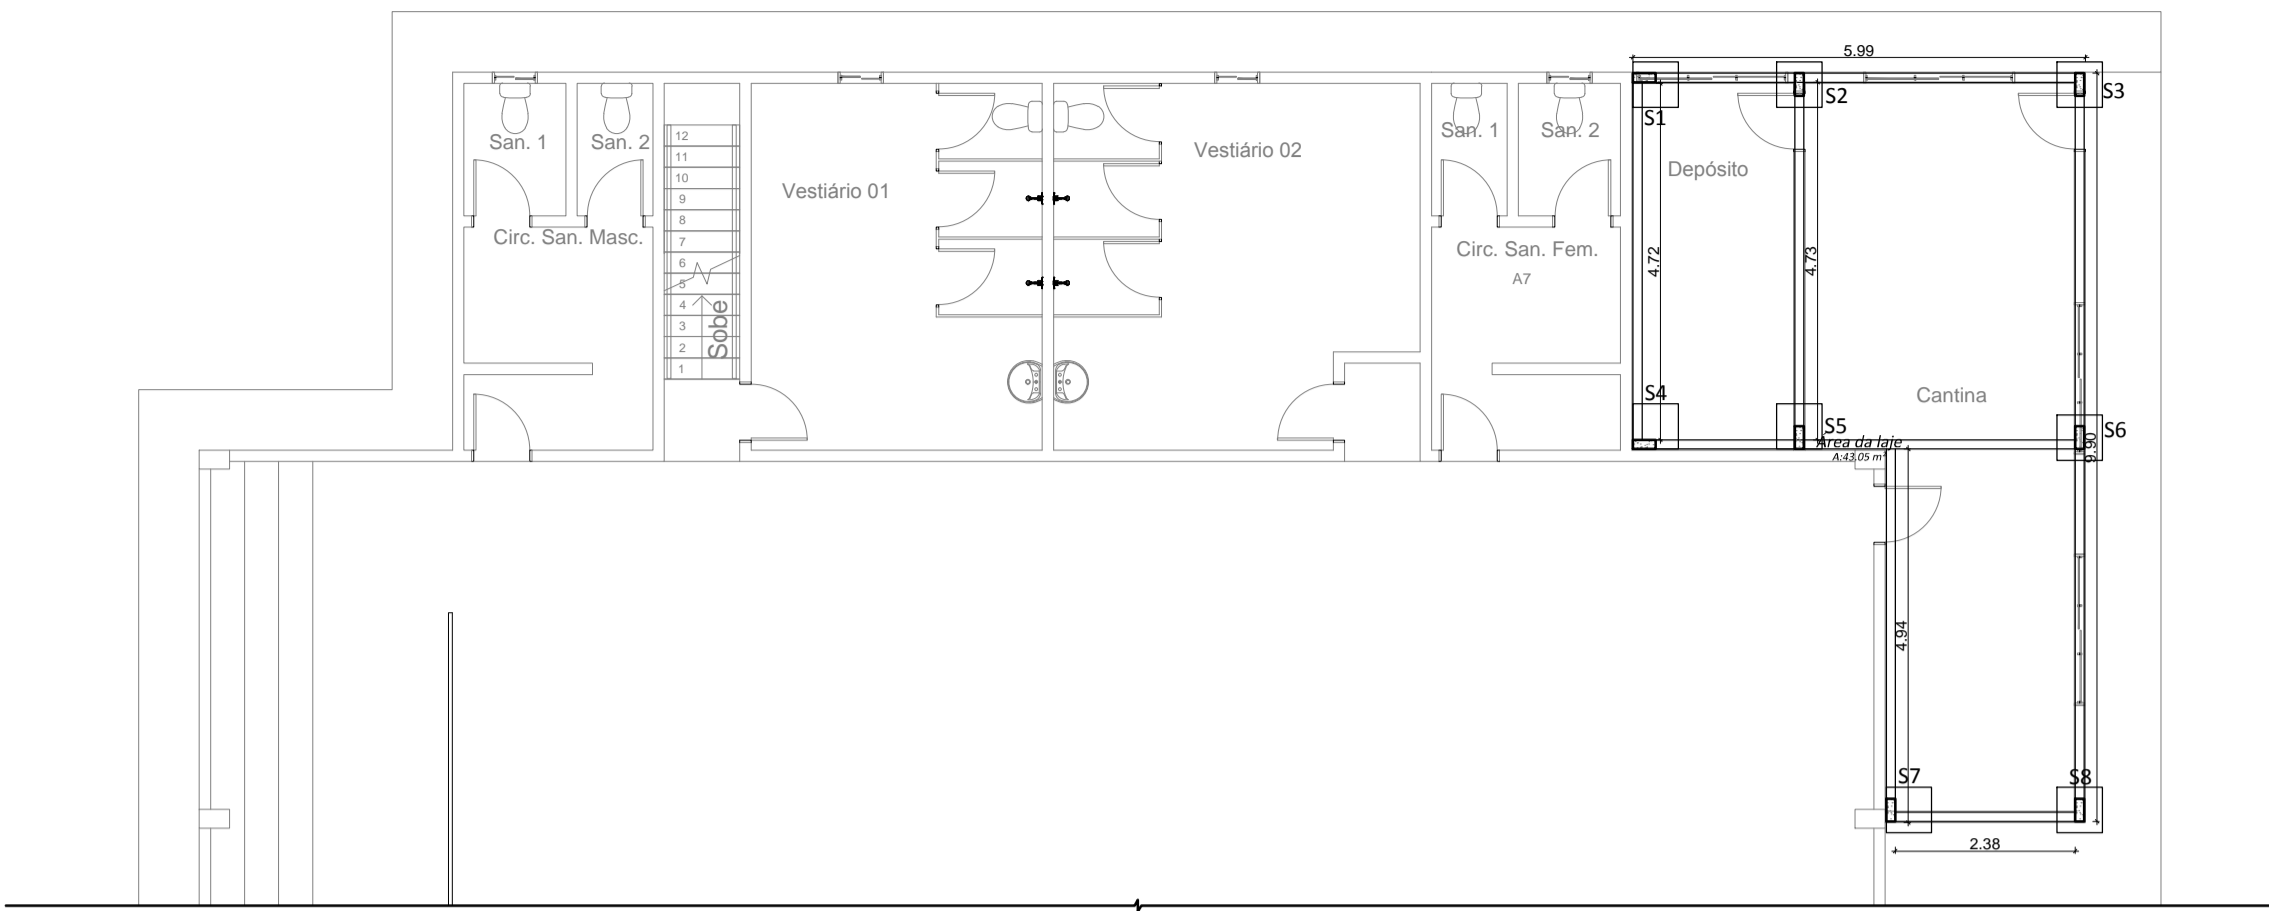 5.99
S1
S2
S3
San. 1
San. 2
12
11
10
9
8
7
6
5
4
3
2
1
Sobe
Vestiário 01
Vestiário 02
San. 1
San. 2
Depósito
Circ. San. Masc.
Circ. San. Fem.
A7
4.72
4.73
Cantina
S4
S5
S6
Área da laje
A:43.05 m²
9.90
4.94
S7
S8
2.38